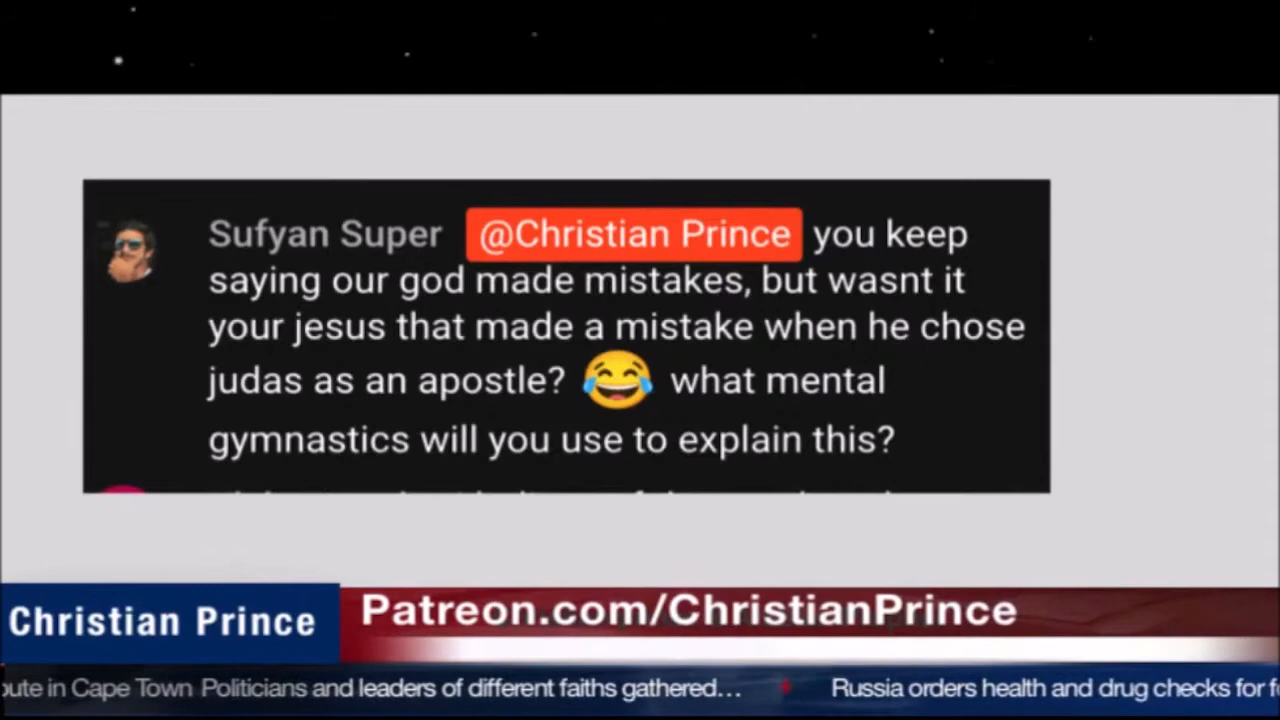 Sufyan Super @Christian Prince you keep
saying our god made mistakes, but wasnt it
your jesus that made a mistake when he chose
judas as an apostle? 😂 what mental
gymnastics will you use to explain this?
Christian Prince
Patreon.com/ChristianPrince
in Cape Town Politicians and leaders of different faiths gathered... Russia orders health and drug checks for